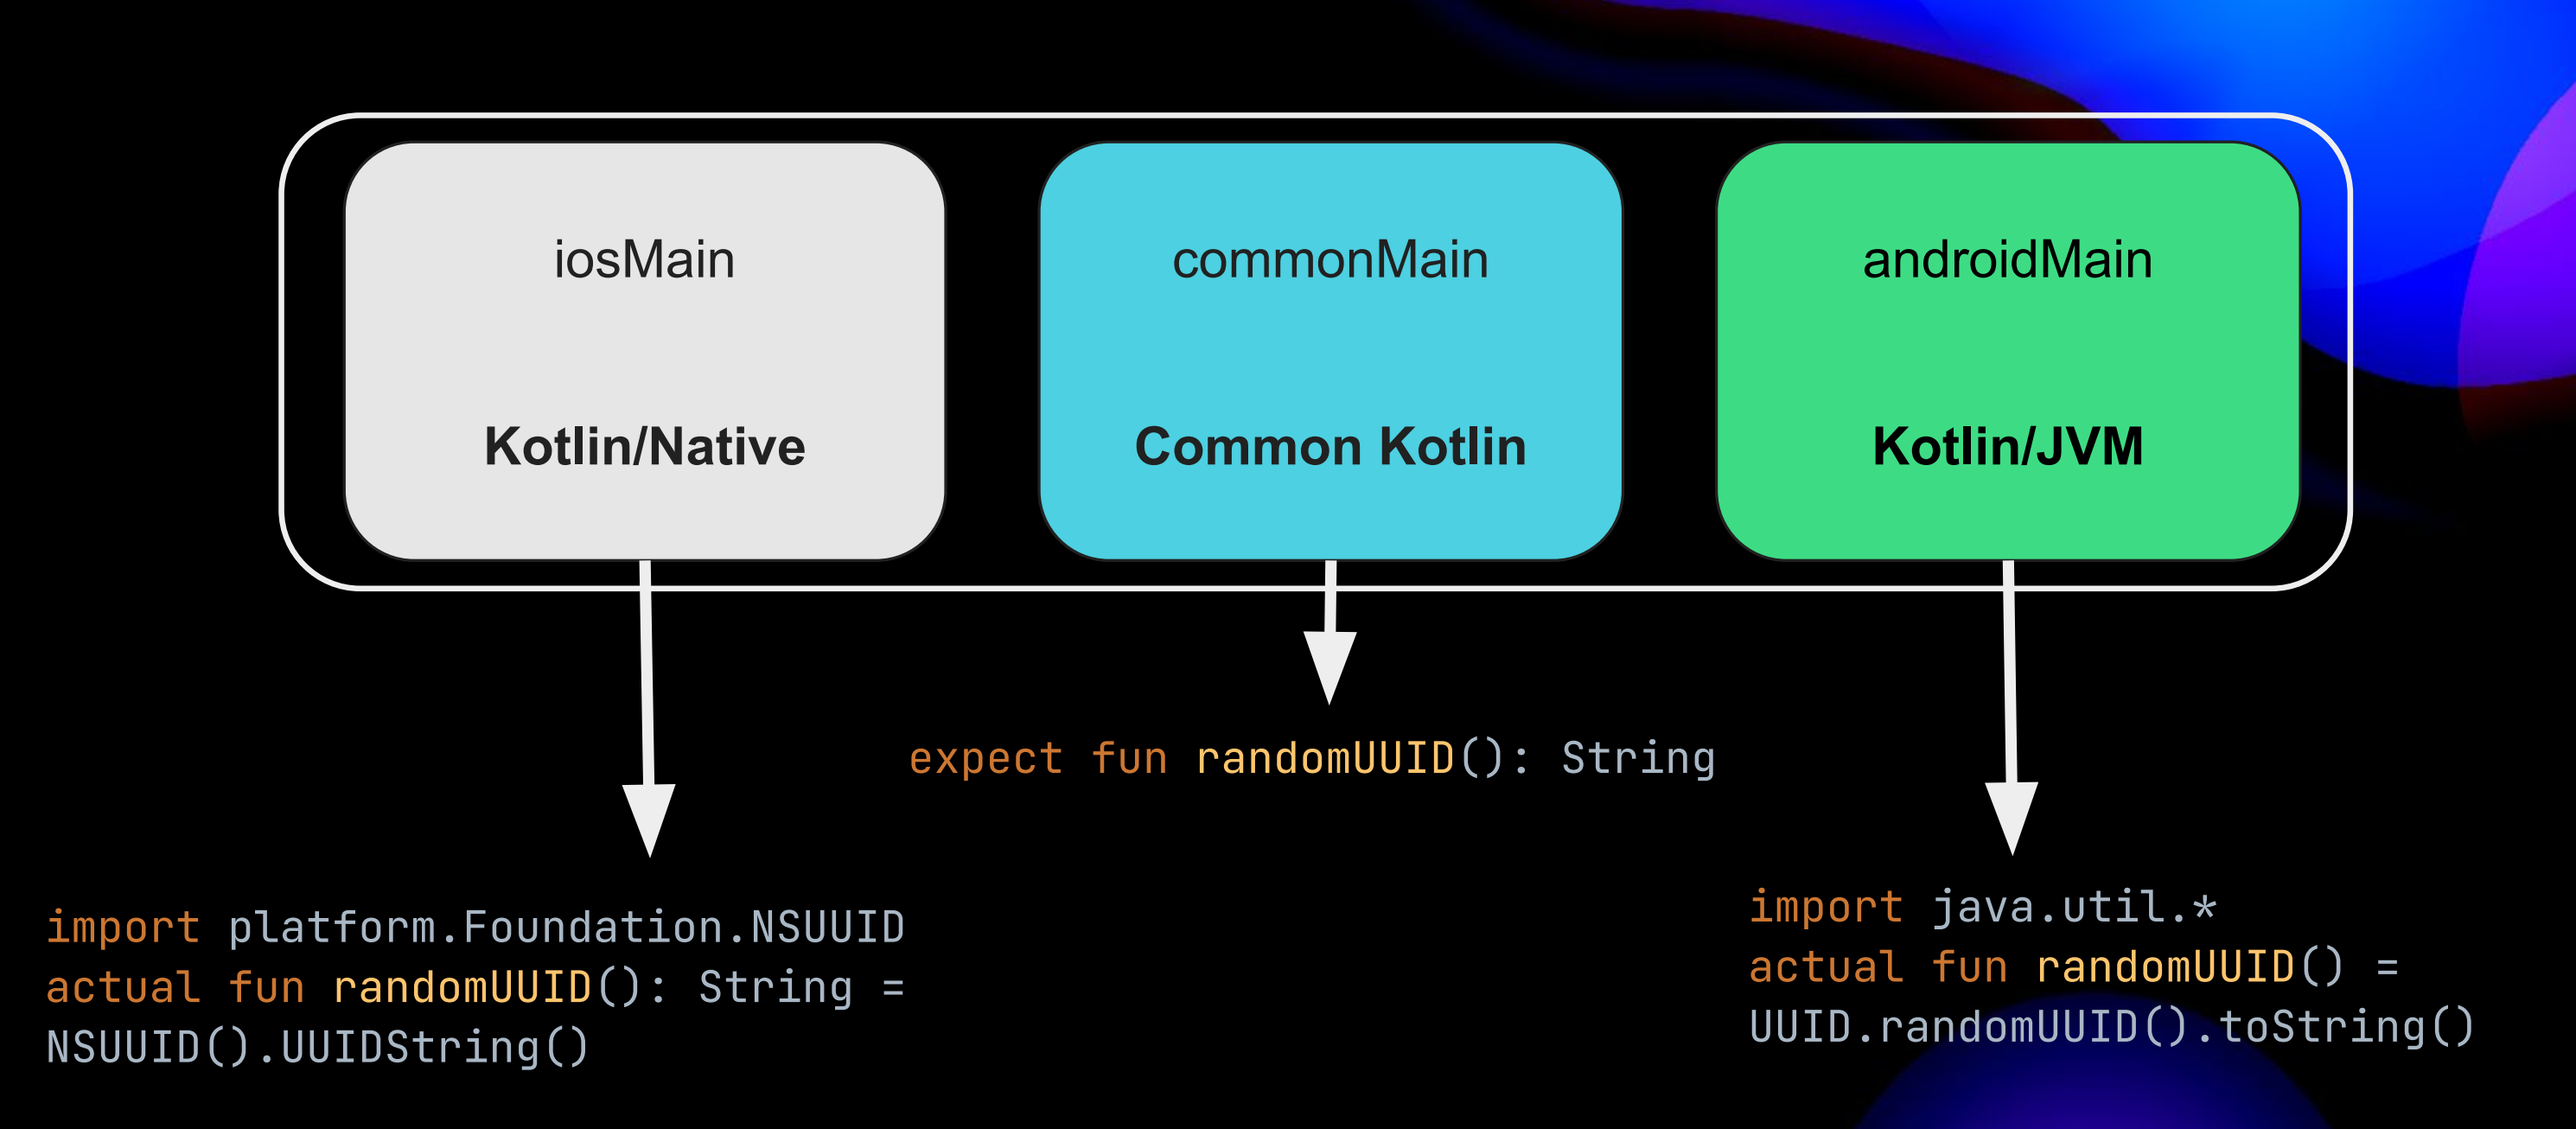 iosMain
Kotlin/Native
commonMain
Common Kotlin
androidMain
Kotlin/JVM
expect fun randomUUID(): String
import platform.Foundation.NSUUID
actual fun randomUUID(): String =
NSUUID().UUIDString()
import java.util.*
actual fun randomUUID() =
UUID.randomUUID().toString()